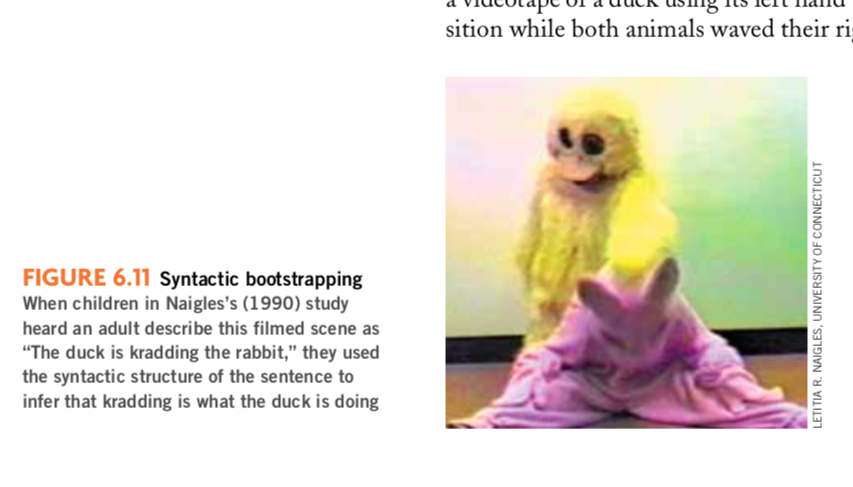 a videotape of a duck using its left hand
sition while both animals waved their
FIGURE 6.11 Syntactic bootstrapping
When children in Naigles's (1990) study
heard an adult describe this filmed scene as
“The duck is kradding the rabbit,” they used
the syntactic structure of the sentence to
infer that kradding is what the duck is doing
LETITIA R. NAIGLES, UNIVERSITY OF CONNECTICUT